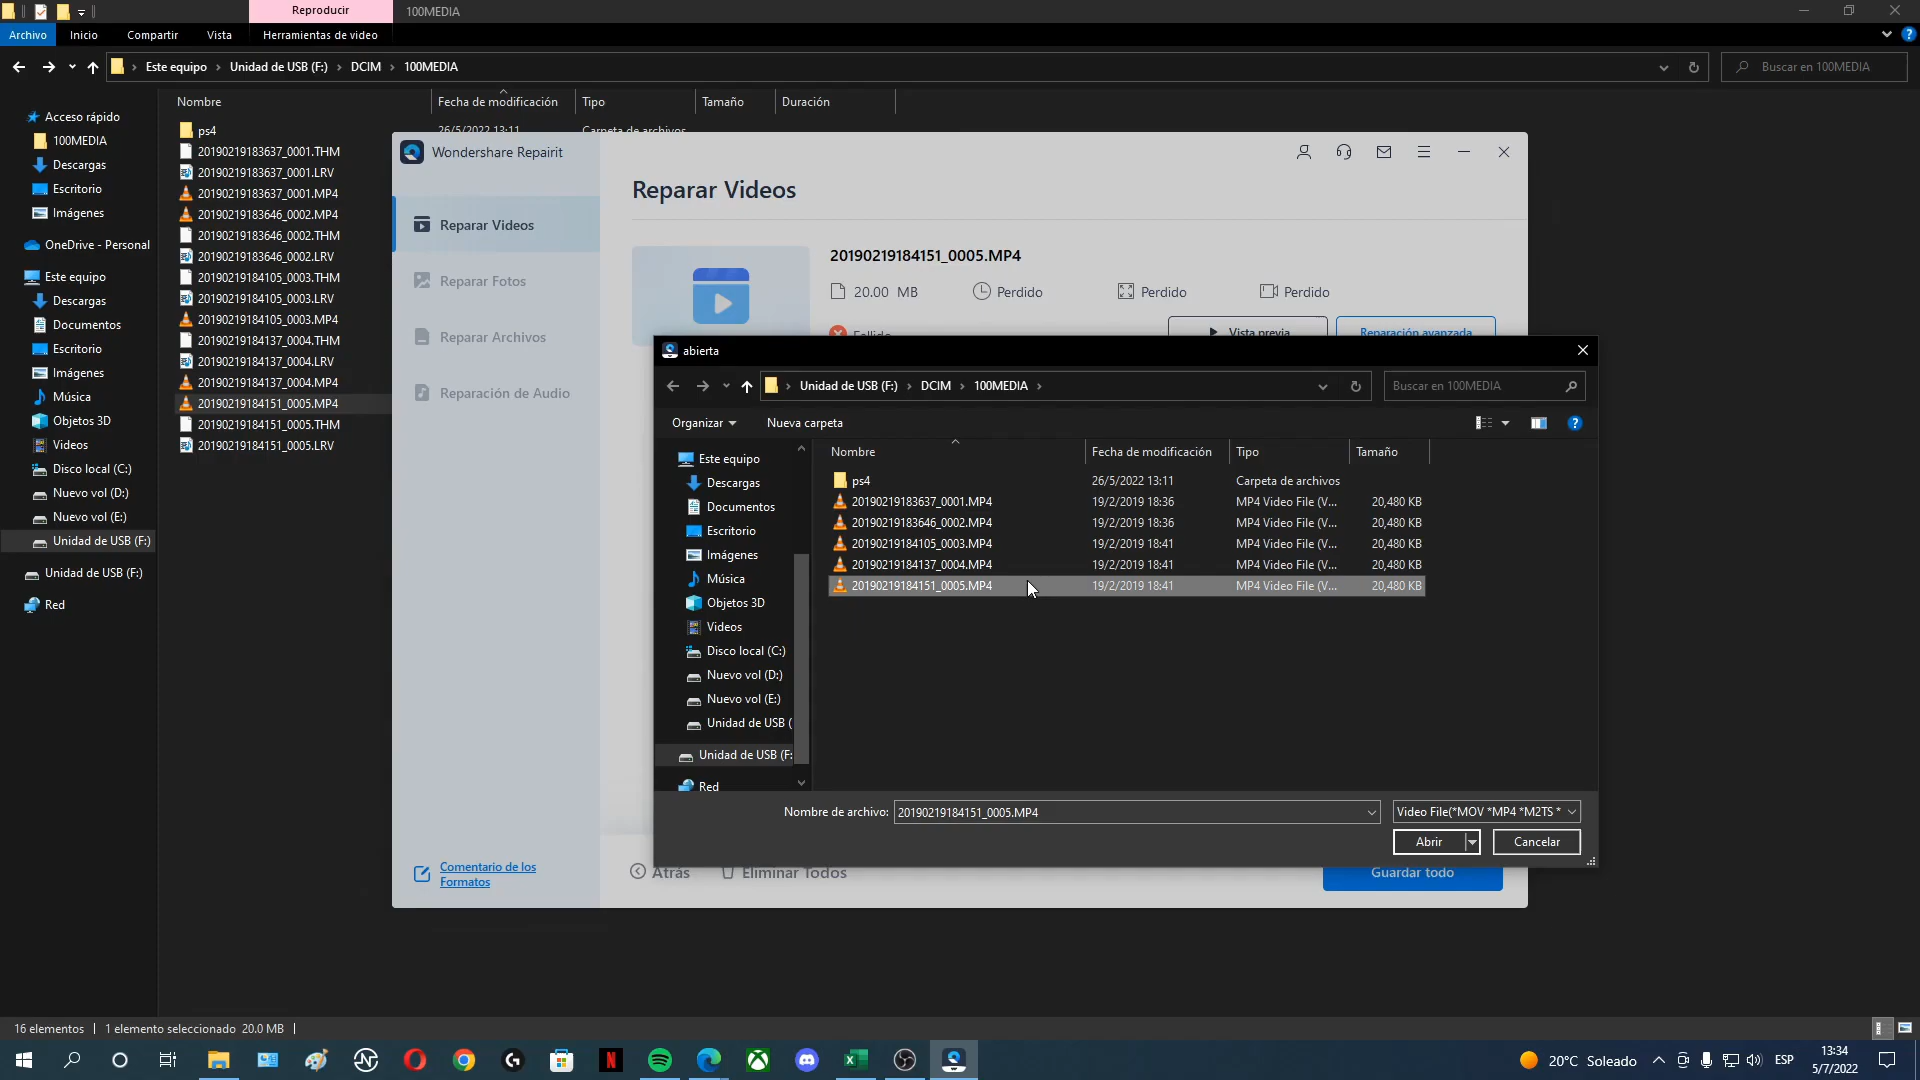 Reproducir
100MEDIA
Archivo
Inicio
Compartir
Vista
Herramientas de video
Este equipo
Unidad de USB (F:)
DCIM
100MEDIA
Buscar en 100MEDIA
Nombre
Fecha de modificación
Tipo
Tamaño
Duración
Acceso rápido
100MEDIA
Descargas
Escritorio
Imágenes
OneDrive - Personal
Este equipo
Descargas
Documentos
Escritorio
Imágenes
Música
Objetos 3D
Videos
Disco local (C:)
Nuevo vol (D:)
Nuevo vol (E:)
Unidad de USB (F:)
Unidad de USB (F:)
Red
ps4
26/5/2022 13:11
Carpeta de archivos
20190219183637_0001.THM
20190219183637_0001.LRV
20190219183637_0001.MP4
20190219183646_0002.MP4
20190219183646_0002.THM
20190219183646_0002.LRV
20190219184105_0003.THM
20190219184105_0003.LRV
20190219184105_0003.MP4
20190219184137_0004.THM
20190219184137_0004.LRV
20190219184137_0004.MP4
20190219184151_0005.MP4
20190219184151_0005.THM
20190219184151_0005.LRV
Wondershare Repairit
Reparar Videos
Reparar Fotos
Reparar Archivos
Reparación de Audio
Comentario de los
Formatos
Reparar Videos
20190219184151_0005.MP4
20.00 MB
Perdido
Perdido
Perdido
Fallido
Vista previa
Reparación avanzada
abierta
Unidad de USB (F:)
DCIM
100MEDIA
Buscar en 100MEDIA
Organizar
Nueva carpeta
Este equipo
Descargas
Documentos
Escritorio
Imágenes
Música
Objetos 3D
Videos
Disco local (C:)
Nuevo vol (D:)
Nuevo vol (E:)
Unidad de USB (
Unidad de USB (F:
Red
Nombre
Fecha de modificación
Tipo
Tamaño
ps4 26/5/2022 13:11 Carpeta de archivos
20190219183637_0001.MP4 19/2/2019 18:36 MP4 Video File (V... 20,480 KB
20190219183646_0002.MP4 19/2/2019 18:36 MP4 Video File (V... 20,480 KB
20190219184105_0003.MP4 19/2/2019 18:41 MP4 Video File (V... 20,480 KB
20190219184137_0004.MP4 19/2/2019 18:41 MP4 Video File (V... 20,480 KB
20190219184151_0005.MP4 19/2/2019 18:41 MP4 Video File (V... 20,480 KB
Nombre de archivo: 20190219184151_0005.MP4
Video File(*MOV *MP4 *M2TS *
Abrir
Cancelar
Atrás
Eliminar Todos
Guardar todo
16 elementos
1 elemento seleccionado 20.0 MB
20°C Soleado
ESP
13:34
5/7/2022